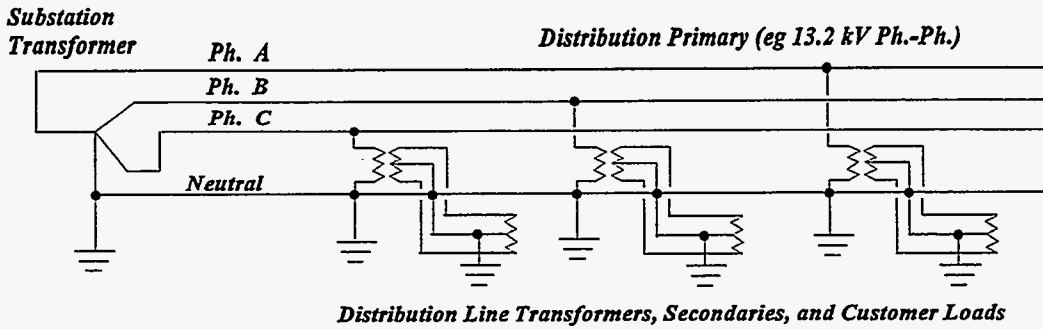 Substation
Transformer
Distribution Primary (eg 13.2 kV Ph.-Ph.)
Ph. A
Ph. B
Ph. C
Neutral
Distribution Line Transformers, Secondaries, and Customer Loads